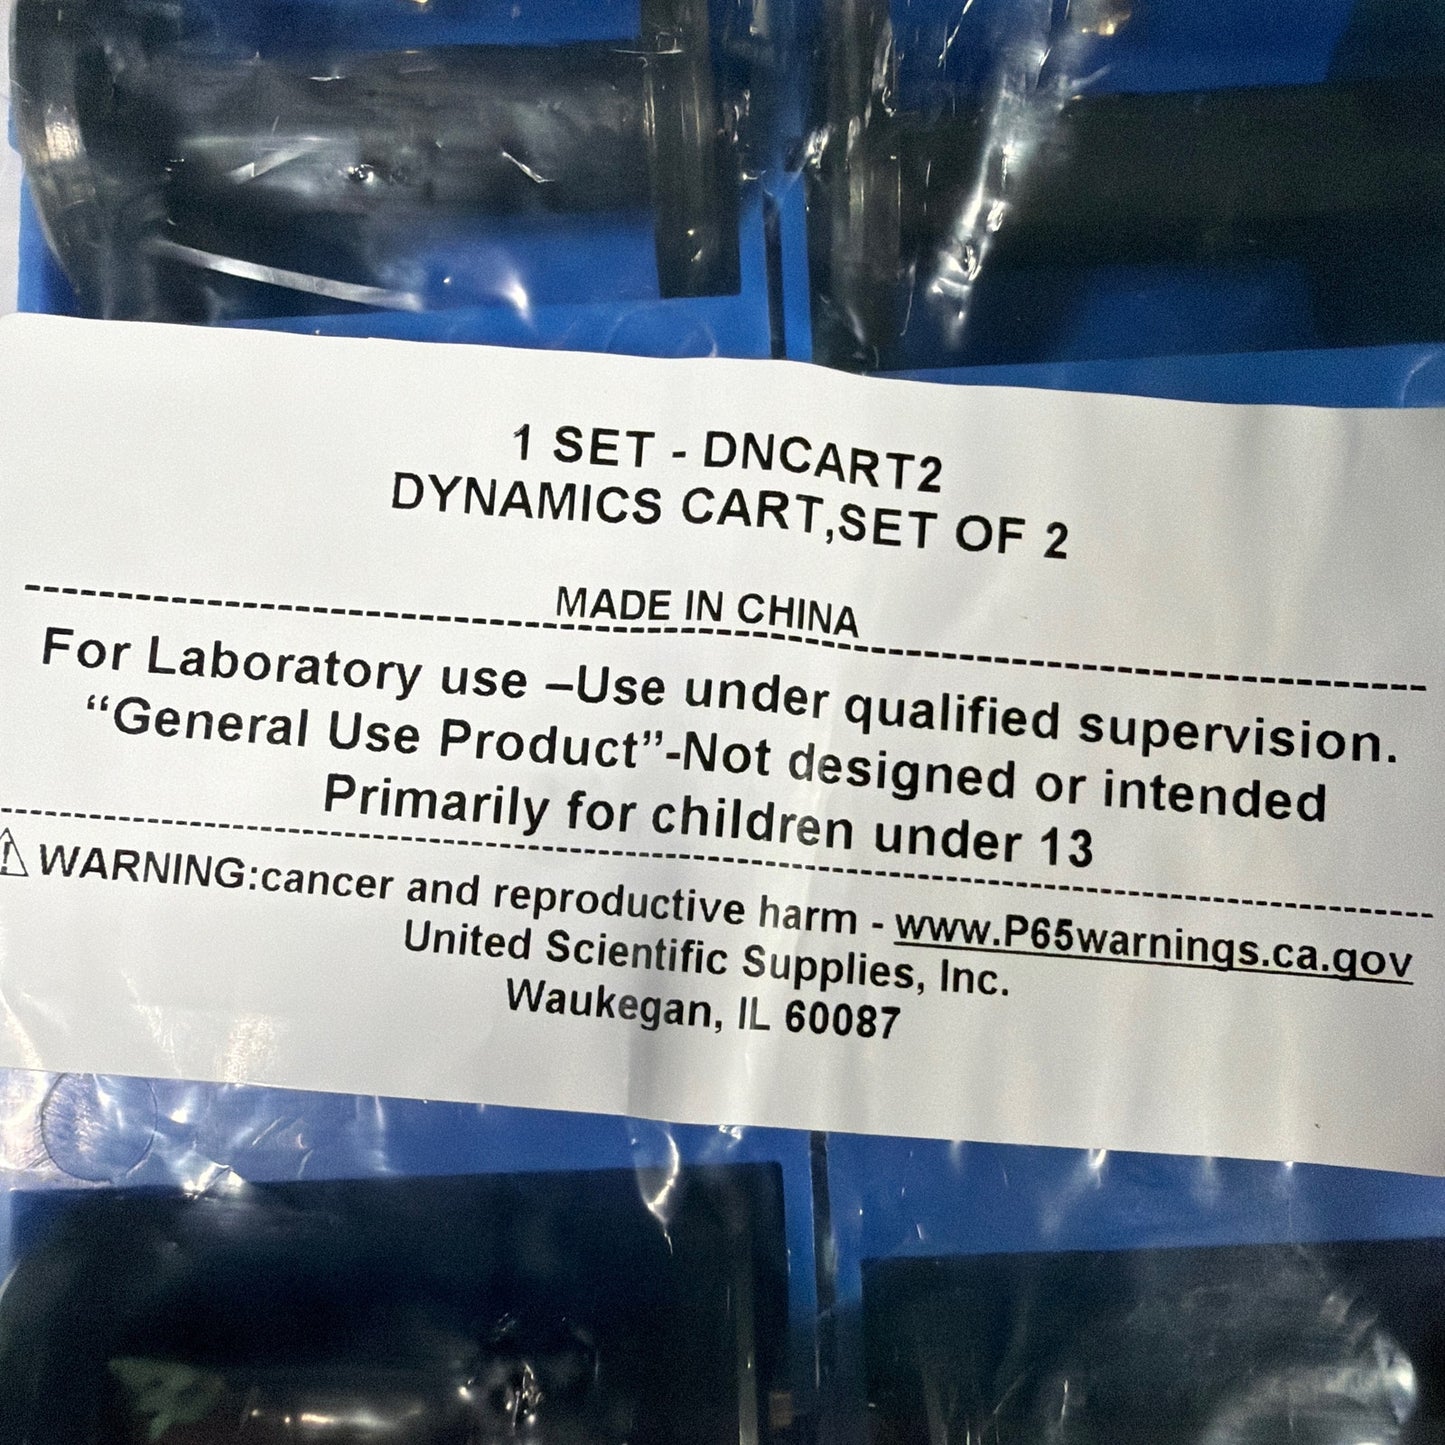 1 SET - DNCART2
DYNAMICS CART,SET OF 2
MADE IN CHINA
For Laboratory use –Use under qualified supervision.
“General Use Product”-Not designed or intended
Primarily for children under 13
⚠ WARNING:cancer and reproductive harm - www.P65warnings.ca.gov
United Scientific Supplies, Inc.
Waukegan, IL 60087